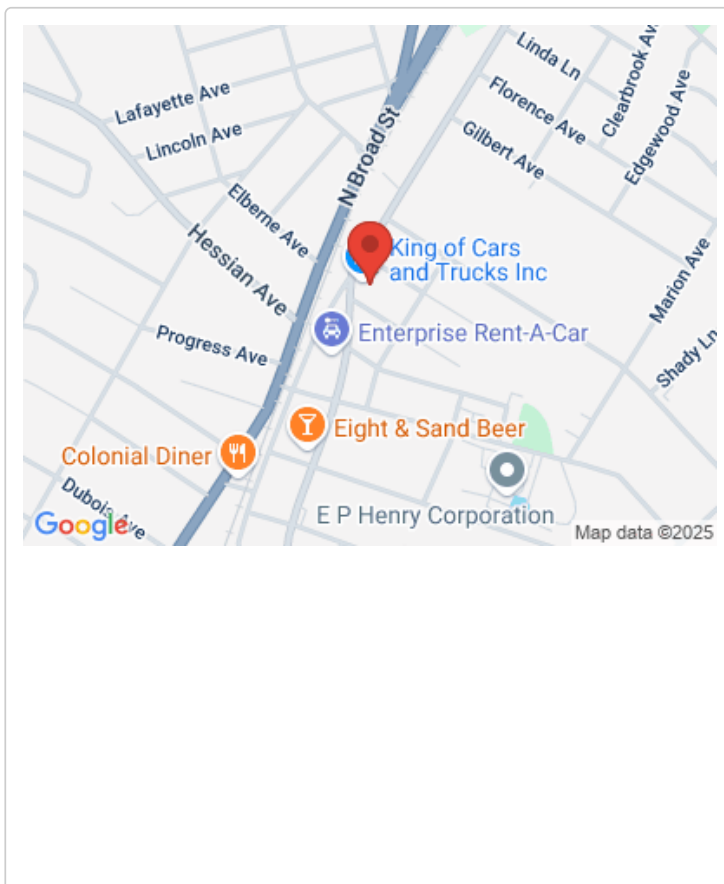 Linda Ln
Clearbrook Av
Lafayette Ave
Florence Ave
Edgewood Ave
Lincoln Ave
Gilbert Ave
N Broad St
Elberne Ave
Hessian Ave
King of Cars
and Trucks Inc
Marion Ave
Progress Ave
Enterprise Rent-A-Car
Shady Ln
Eight & Sand Beer
Colonial Diner
Dubois Ave
E P Henry Corporation
Google
Map data ©2025